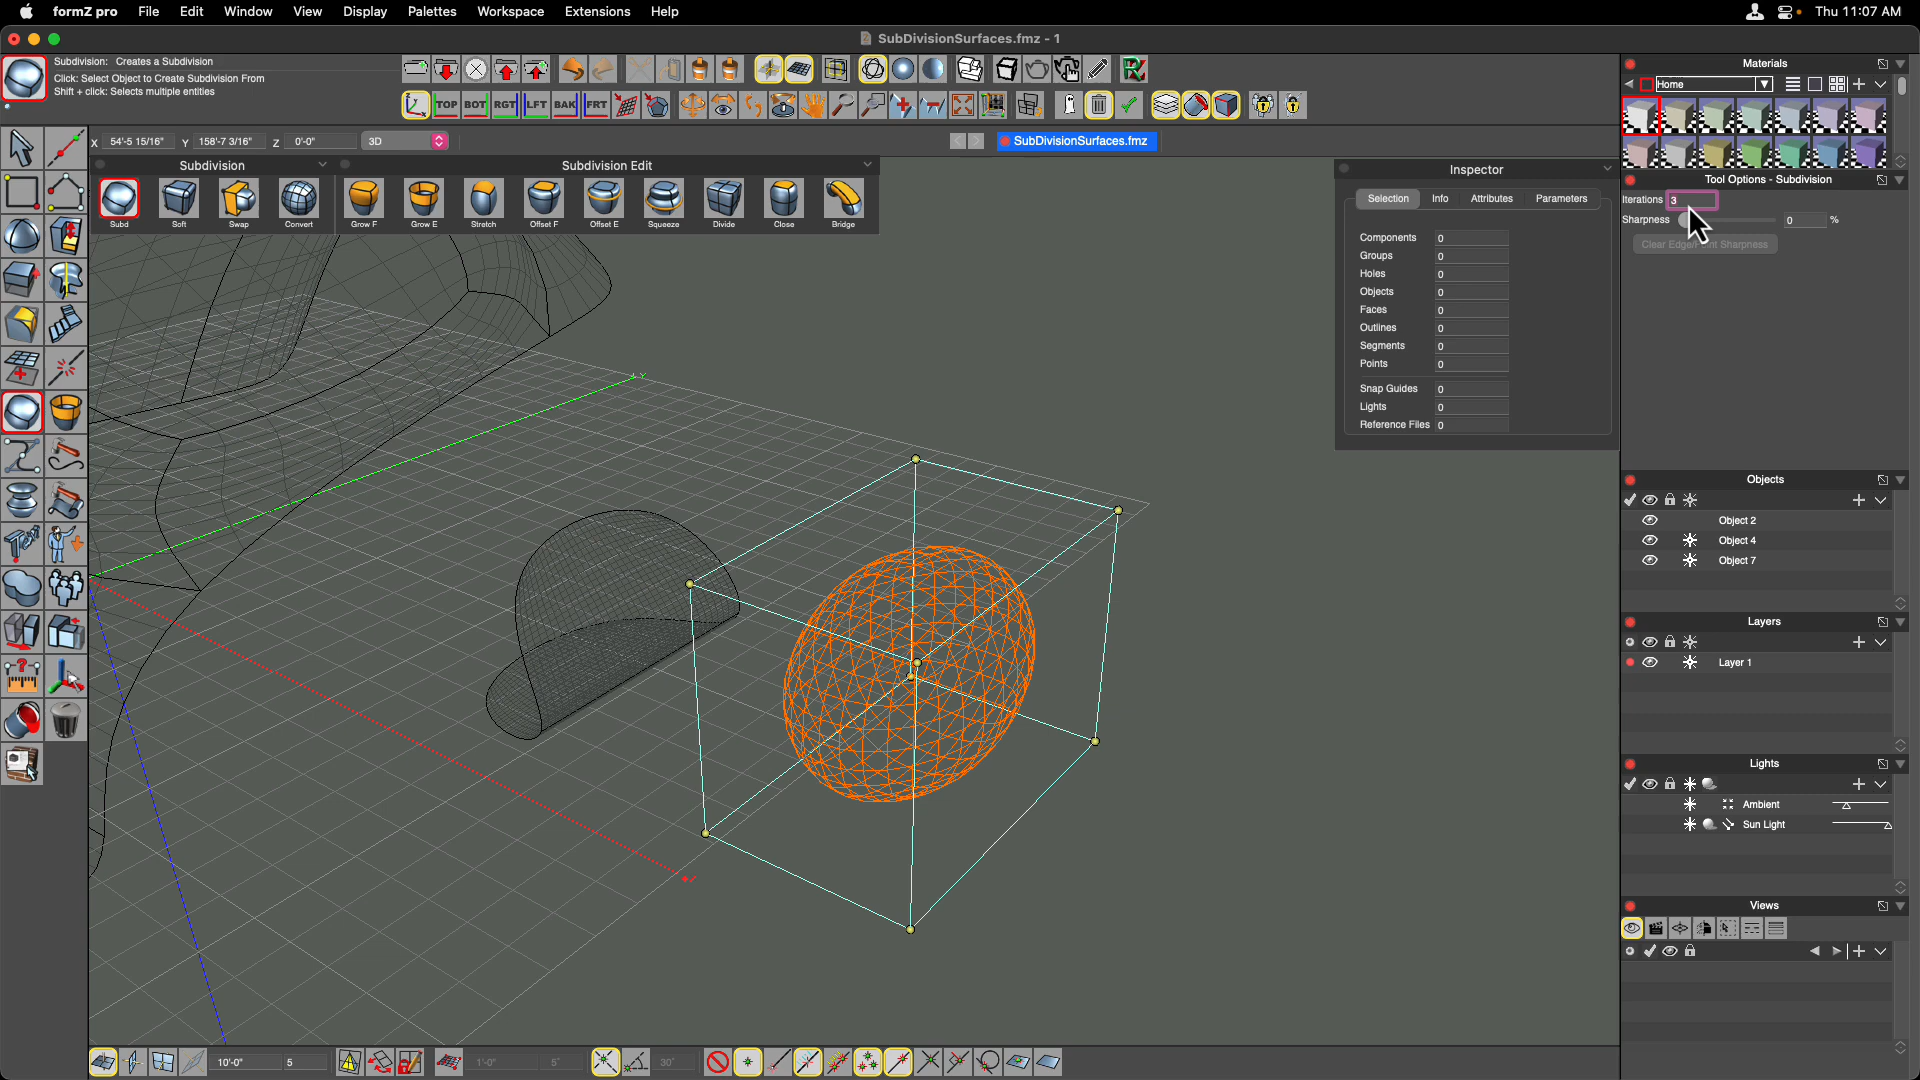 formZ pro File Edit Window View Display Palettes Workspace Extensions Help Thu 11:07 AM
SubDivisionSurfaces.fmz - 1
Subdivision: Creates a Subdivision
Click: Select Object to Create Subdivision From
Shift + click: Selects multiple entities
TOP BOT RGT LFT BAK FRT
X 54'-5 15/16" Y 158'-7 3/16" Z 0'-0" 3D
SubDivisionSurfaces.fmz
Subdivision
Subd Soft Swap Convert
Subdivision Edit
Grow F Grow E Stretch Offset F Offset E Squeeze Divide Close Bridge
Inspector
Selection Info Attributes Parameters
Components 0
Groups 0
Holes 0
Objects 0
Faces 0
Outlines 0
Segments 0
Points 0
Snap Guides 0
Lights 0
Reference Files 0
Materials
Home
Tool Options - Subdivision
Iterations 3
Sharpness 0 %
Clear Edge/ Sharpness
Objects
Object 2
Object 4
Object 7
Layers
Layer 1
Lights
Ambient
Sun Light
Views
10'-0" 5 1'-0" 5" 30°